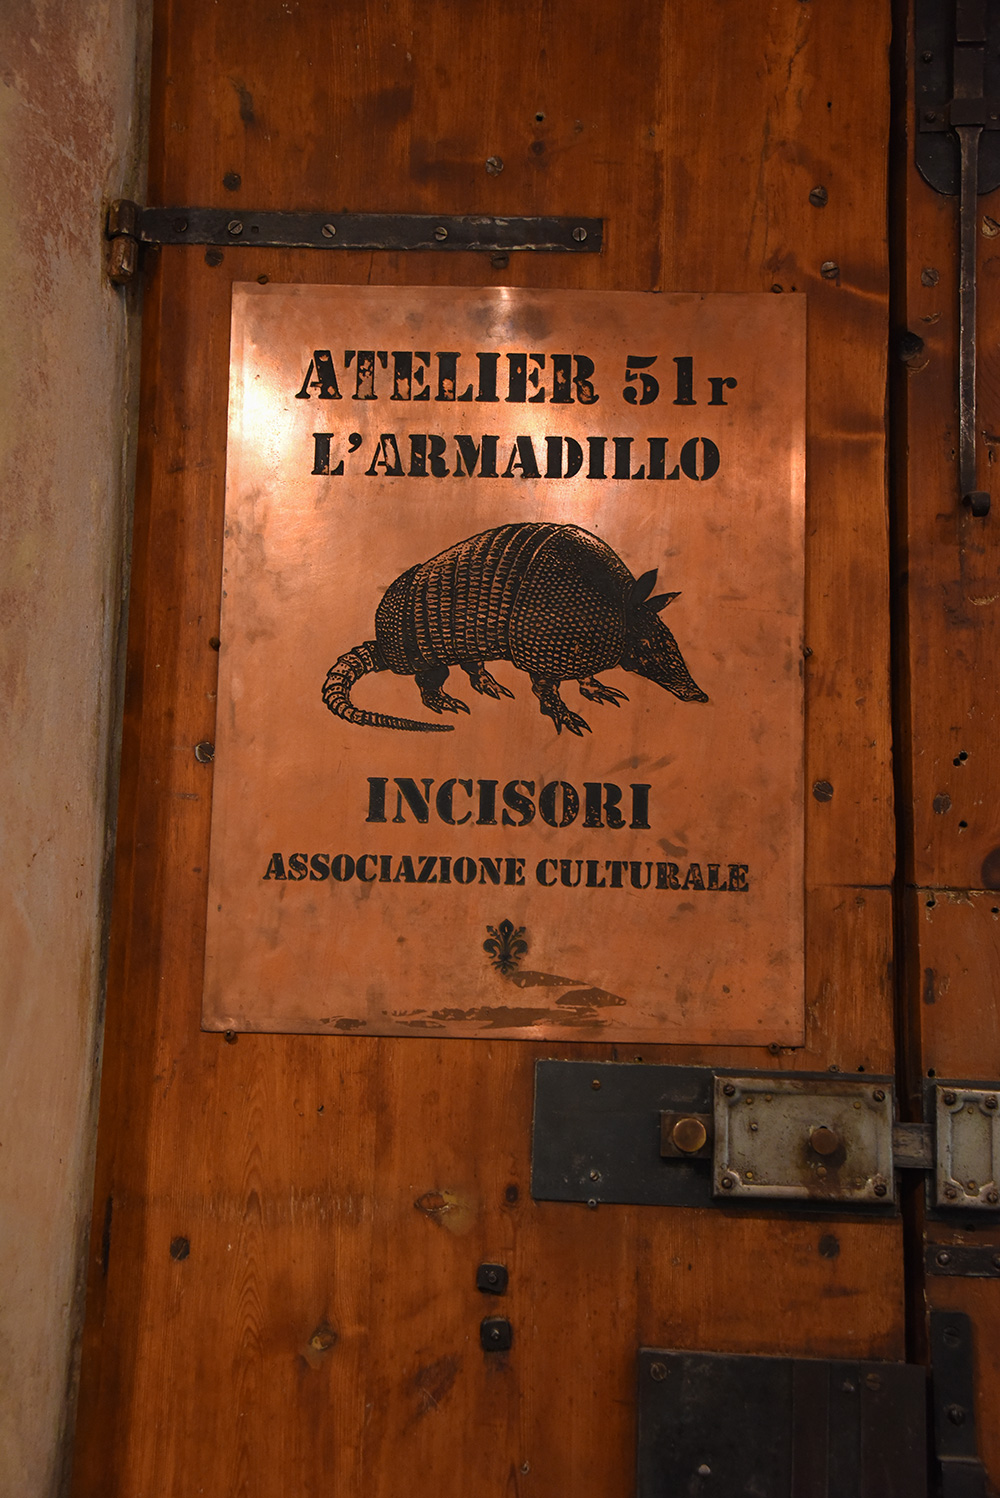 ATELIER 51r
L'ARMADILLO
INCISORI
ASSOCIAZIONE CULTURALE